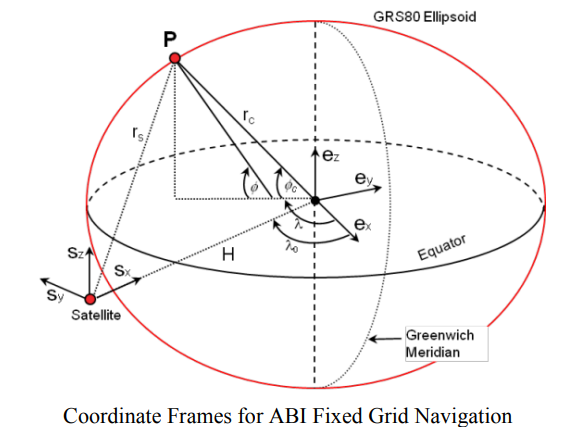 GRS80 Ellipsoid
P
rs
rc
ez
ey
ϕ
ϕc
λ
ex
λo
H
Equator
Sz
Sx
Sy
Satellite
Greenwich
Meridian
Coordinate Frames for ABI Fixed Grid Navigation